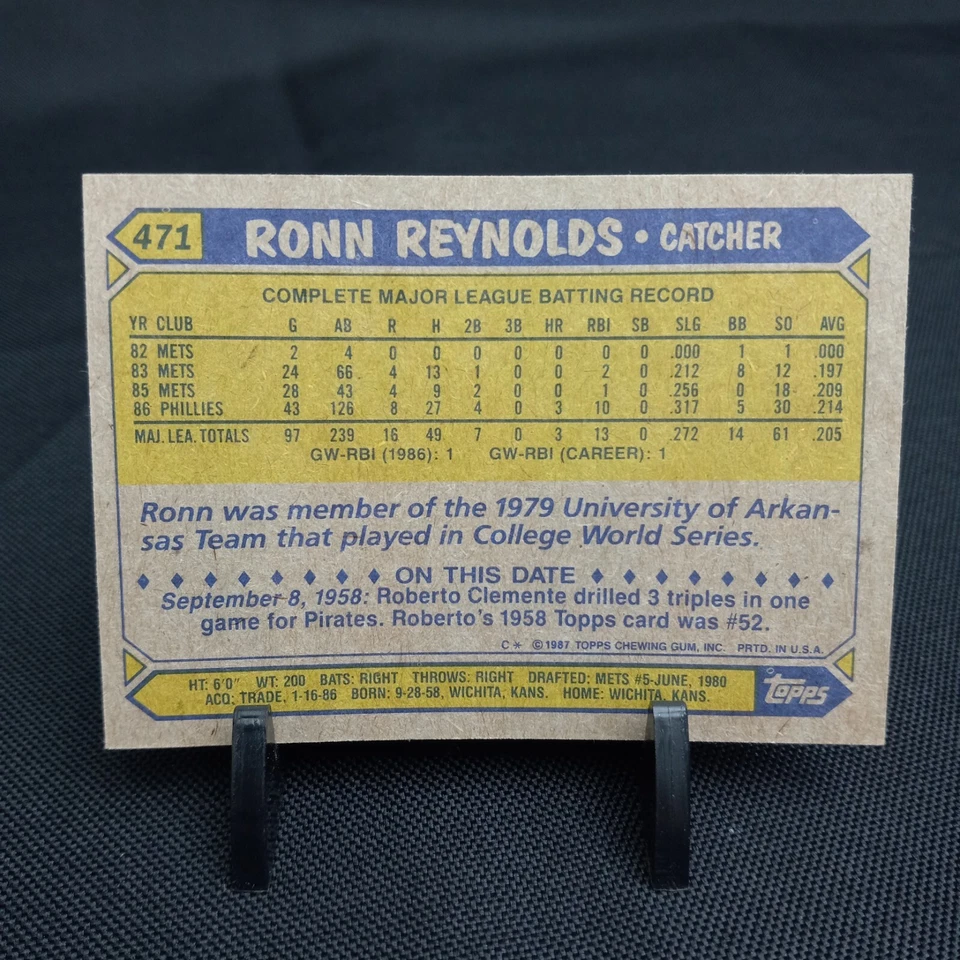 471 RONN REYNOLDS • CATCHER
COMPLETE MAJOR LEAGUE BATTING RECORD
YR CLUB G AB R H 2B 3B HR RBI SB SLG BB SO AVG
82 METS 2 4 0 0 0 0 0 0 0 .000 1 1 .000
83 METS 24 66 4 13 1 0 0 2 0 .212 8 12 .197
85 METS 28 43 4 9 2 0 0 1 0 .256 0 18 .209
86 PHILLIES 43 126 8 27 4 0 3 10 0 .317 5 30 .214
MAJ. LEA. TOTALS 97 239 16 49 7 0 3 13 0 .272 14 61 .205
GW-RBI (1986): 1 GW-RBI (CAREER): 1
Ronn was member of the 1979 University of Arkan-
sas Team that played in College World Series.
ON THIS DATE
September 8, 1958: Roberto Clemente drilled 3 triples in one
game for Pirates. Roberto's 1958 Topps card was #52.
C* ©1987 TOPPS CHEWING GUM, INC. PRTD. IN U.S.A.
HT: 6'0" WT: 200 BATS: RIGHT THROWS: RIGHT DRAFTED: METS #5-JUNE, 1980
ACQ: TRADE, 1-16-86 BORN: 9-28-58, WICHITA, KANS. HOME: WICHITA, KANS.
topps